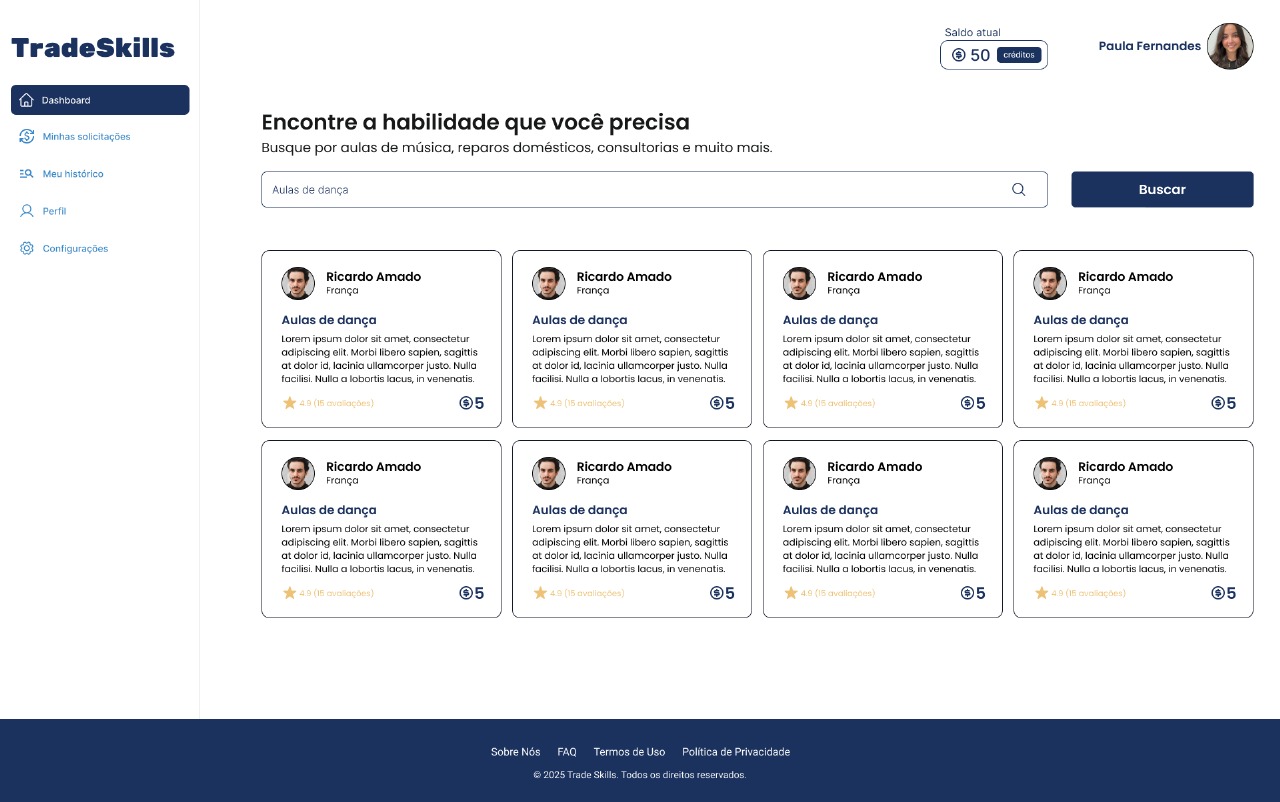 TradeSkills
Dashboard
Minhas solicitações
Meu histórico
Perfil
Configurações
Saldo atual
50 créditos
Paula Fernandes
Encontre a habilidade que você precisa
Busque por aulas de música, reparos domésticos, consultorias e muito mais.
Aulas de dança
Buscar
Ricardo Amado
França
Aulas de dança
Lorem ipsum dolor sit amet, consectetur
adipiscing elit. Morbi libero sapien, sagittis
at dolor id, lacinia ullamcorper justo. Nulla
facilisi. Nulla a lobortis lacus, in venenatis.
4.9 (15 avaliações)
5
Ricardo Amado
França
Aulas de dança
Lorem ipsum dolor sit amet, consectetur
adipiscing elit. Morbi libero sapien, sagittis
at dolor id, lacinia ullamcorper justo. Nulla
facilisi. Nulla a lobortis lacus, in venenatis.
4.9 (15 avaliações)
5
Ricardo Amado
França
Aulas de dança
Lorem ipsum dolor sit amet, consectetur
adipiscing elit. Morbi libero sapien, sagittis
at dolor id, lacinia ullamcorper justo. Nulla
facilisi. Nulla a lobortis lacus, in venenatis.
4.9 (15 avaliações)
5
Ricardo Amado
França
Aulas de dança
Lorem ipsum dolor sit amet, consectetur
adipiscing elit. Morbi libero sapien, sagittis
at dolor id, lacinia ullamcorper justo. Nulla
facilisi. Nulla a lobortis lacus, in venenatis.
4.9 (15 avaliações)
5
Ricardo Amado
França
Aulas de dança
Lorem ipsum dolor sit amet, consectetur
adipiscing elit. Morbi libero sapien, sagittis
at dolor id, lacinia ullamcorper justo. Nulla
facilisi. Nulla a lobortis lacus, in venenatis.
4.9 (15 avaliações)
5
Ricardo Amado
França
Aulas de dança
Lorem ipsum dolor sit amet, consectetur
adipiscing elit. Morbi libero sapien, sagittis
at dolor id, lacinia ullamcorper justo. Nulla
facilisi. Nulla a lobortis lacus, in venenatis.
4.9 (15 avaliações)
5
Ricardo Amado
França
Aulas de dança
Lorem ipsum dolor sit amet, consectetur
adipiscing elit. Morbi libero sapien, sagittis
at dolor id, lacinia ullamcorper justo. Nulla
facilisi. Nulla a lobortis lacus, in venenatis.
4.9 (15 avaliações)
5
Ricardo Amado
França
Aulas de dança
Lorem ipsum dolor sit amet, consectetur
adipiscing elit. Morbi libero sapien, sagittis
at dolor id, lacinia ullamcorper justo. Nulla
facilisi. Nulla a lobortis lacus, in venenatis.
4.9 (15 avaliações)
5
Sobre Nós FAQ Termos de Uso Política de Privacidade
© 2025 Trade Skills. Todos os direitos reservados.